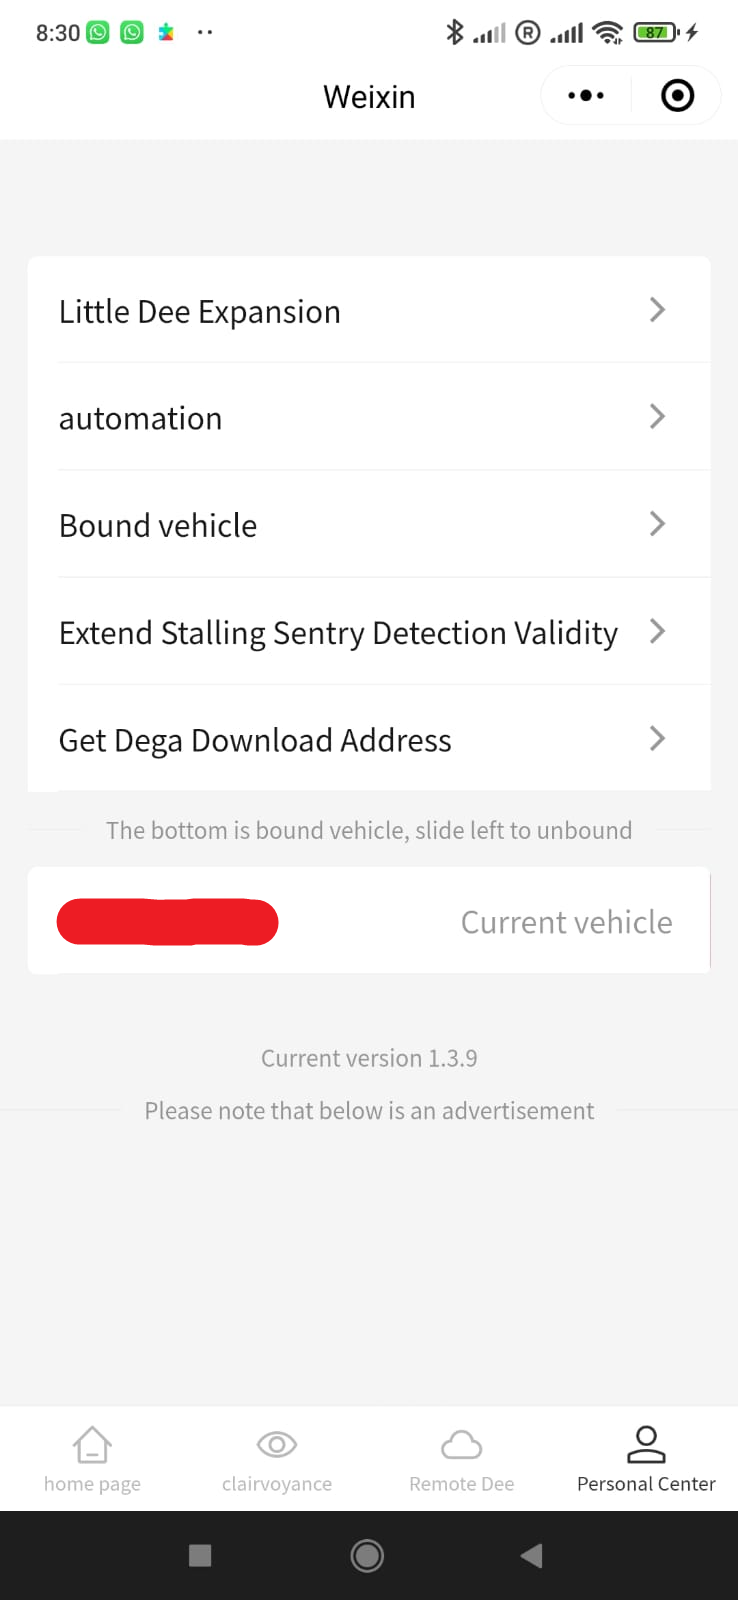 8:30
87
Weixin
Little Dee Expansion
automation
Bound vehicle
Extend Stalling Sentry Detection Validity
Get Dega Download Address
The bottom is bound vehicle, slide left to unbound
Current vehicle
Current version 1.3.9
Please note that below is an advertisement
home page
clairvoyance
Remote Dee
Personal Center